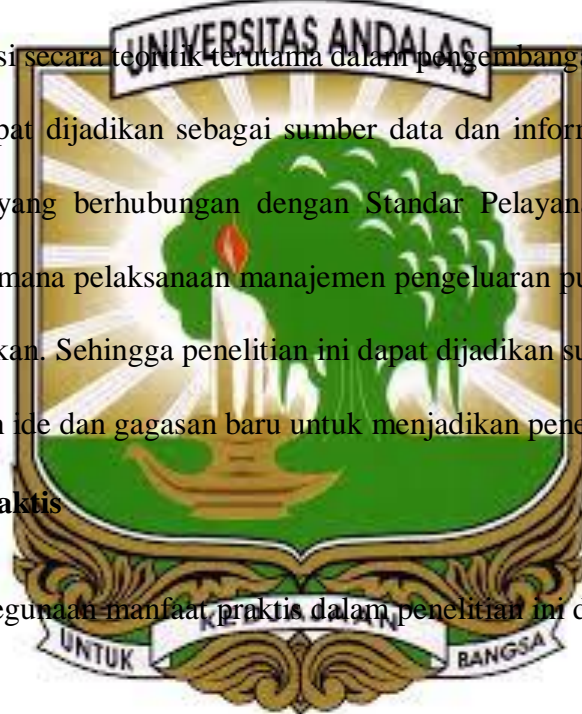 UNIVERSITAS ANDALAS
si secara teoritik terutama dalam pengembanga
pat dijadikan sebagai sumber data dan inform
yang berhubungan dengan Standar Pelayan
mana pelaksanaan manajemen pengeluaran pu
kan. Sehingga penelitian ini dapat dijadikan su
n ide dan gagasan baru untuk menjadikan pene
aktis
egunaan manfaat praktis dalam penelitian ini d
UNTUK KEDJAJAAN BANGSA